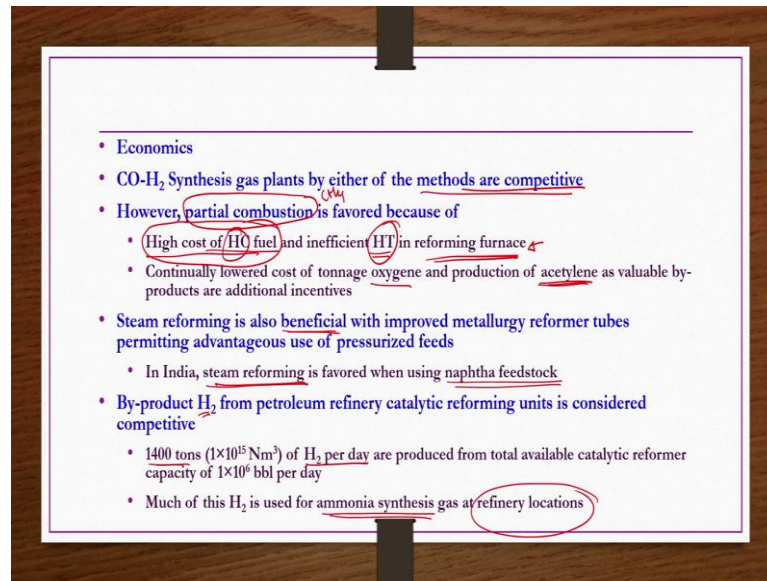 • Economics
• CO-H₂ Synthesis gas plants by either of the methods are competitive
CH4
• However, partial combustion is favored because of
• High cost of HC fuel and inefficient HT in reforming furnace
• Continually lowered cost of tonnage oxygene and production of acetylene as valuable by-
products are additional incentives
• Steam reforming is also beneficial with improved metallurgy reformer tubes
permitting advantageous use of pressurized feeds
• In India, steam reforming is favored when using naphtha feedstock
• By-product H₂ from petroleum refinery catalytic reforming units is considered
competitive
• 1400 tons (1×10¹⁵ Nm³) of H₂ per day are produced from total available catalytic reformer
capacity of 1×10⁶ bbl per day
• Much of this H₂ is used for ammonia synthesis gas at refinery locations